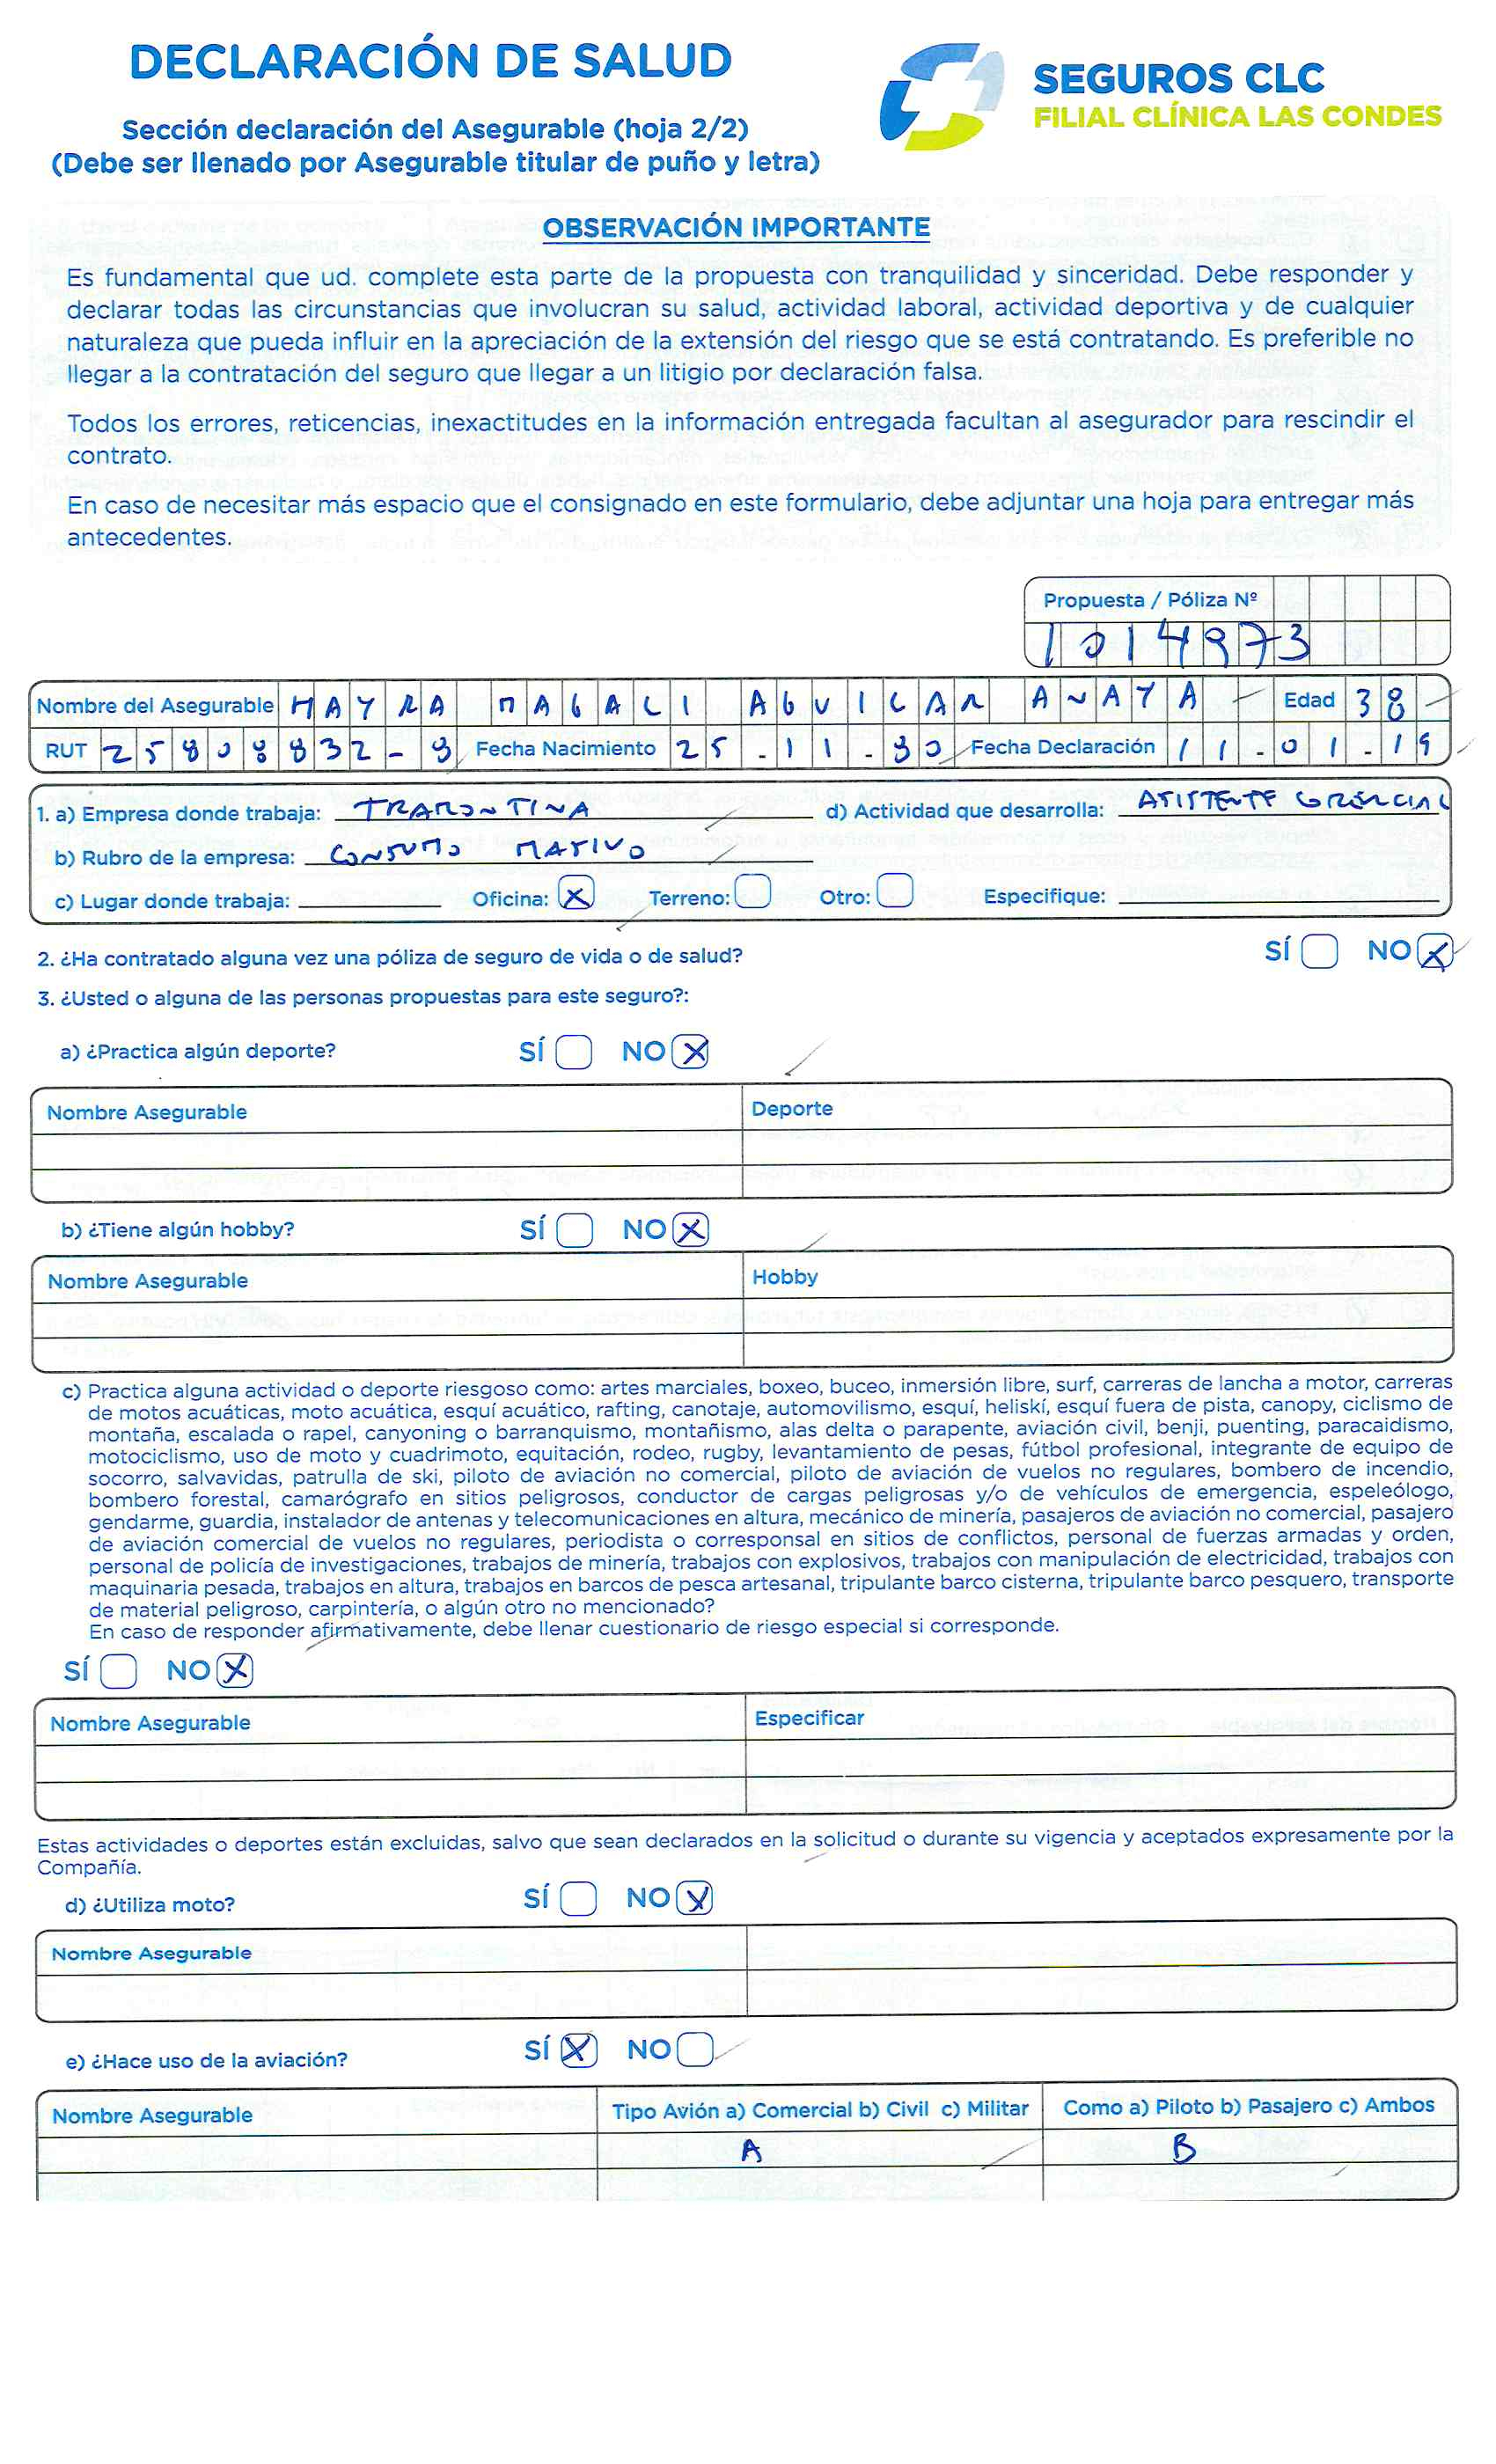 DECLARACIÓN DE SALUD
Sección declaración del Asegurable (hoja 2/2)
(Debe ser llenado por Asegurable titular de puño y letra)
SEGUROS CLC
FILIAL CLÍNICA LAS CONDES
OBSERVACIÓN IMPORTANTE
Es fundamental que ud. complete esta parte de la propuesta con tranquilidad y sinceridad. Debe responder y
declarar todas las circunstancias que involucran su salud, actividad laboral, actividad deportiva y de cualquier
naturaleza que pueda influir en la apreciación de la extensión del riesgo que se está contratando. Es preferible no
llegar a la contratación del seguro que llegar a un litigio por declaración falsa.
Todos los errores, reticencias, inexactitudes en la información entregada facultan al asegurador para rescindir el
contrato.
En caso de necesitar más espacio que el consignado en este formulario, debe adjuntar una hoja para entregar más
antecedentes.
Propuesta / Póliza Nº
1014973
Nombre del Asegurable MAYRA MAGALI AGUILAR ANAYA Edad 38
RUT 25808832-9 Fecha Nacimiento 25-11-80 Fecha Declaración 11-01-19
1. a) Empresa donde trabaja: TRAMONTINA d) Actividad que desarrolla: ASISTENTE GERENCIAL
b) Rubro de la empresa: CONSUMO MASIVO
c) Lugar donde trabaja: Oficina: X Terreno: Otro: Especifique:
2. ¿Ha contratado alguna vez una póliza de seguro de vida o de salud? SÍ NO X
3. ¿Usted o alguna de las personas propuestas para este seguro?:
a) ¿Practica algún deporte? SÍ NO X
Nombre Asegurable Deporte
b) ¿Tiene algún hobby? SÍ NO X
Nombre Asegurable Hobby
c) Practica alguna actividad o deporte riesgoso como: artes marciales, boxeo, buceo, inmersión libre, surf, carreras de lancha a motor, carreras
de motos acuáticas, moto acuática, esquí acuático, rafting, canotaje, automovilismo, esquí, heliskí, esquí fuera de pista, canopy, ciclismo de
montaña, escalada o rapel, canyoning o barranquismo, montañismo, alas delta o parapente, aviación civil, benji, puenting, paracaidismo,
motociclismo, uso de moto y cuadrimoto, equitación, rodeo, rugby, levantamiento de pesas, fútbol profesional, integrante de equipo de
socorro, salvavidas, patrulla de ski, piloto de aviación no comercial, piloto de aviación de vuelos no regulares, bombero de incendio,
bombero forestal, camarógrafo en sitios peligrosos, conductor de cargas peligrosas y/o de vehículos de emergencia, espeleólogo,
gendarme, guardia, instalador de antenas y telecomunicaciones en altura, mecánico de minería, pasajeros de aviación no comercial, pasajero
de aviación comercial de vuelos no regulares, periodista o corresponsal en sitios de conflictos, personal de fuerzas armadas y orden,
personal de policía de investigaciones, trabajos de minería, trabajos con explosivos, trabajos con manipulación de electricidad, trabajos con
maquinaria pesada, trabajos en altura, trabajos en barcos de pesca artesanal, tripulante barco cisterna, tripulante barco pesquero, transporte
de material peligroso, carpintería, o algún otro no mencionado?
En caso de responder afirmativamente, debe llenar cuestionario de riesgo especial si corresponde.
SÍ NO X
Nombre Asegurable Especificar
Estas actividades o deportes están excluidas, salvo que sean declarados en la solicitud o durante su vigencia y aceptados expresamente por la
Compañía.
d) ¿Utiliza moto? SÍ NO X
Nombre Asegurable
e) ¿Hace uso de la aviación? SÍ X NO
Nombre Asegurable Tipo Avión a) Comercial b) Civil c) Militar Como a) Piloto b) Pasajero c) Ambos
A B